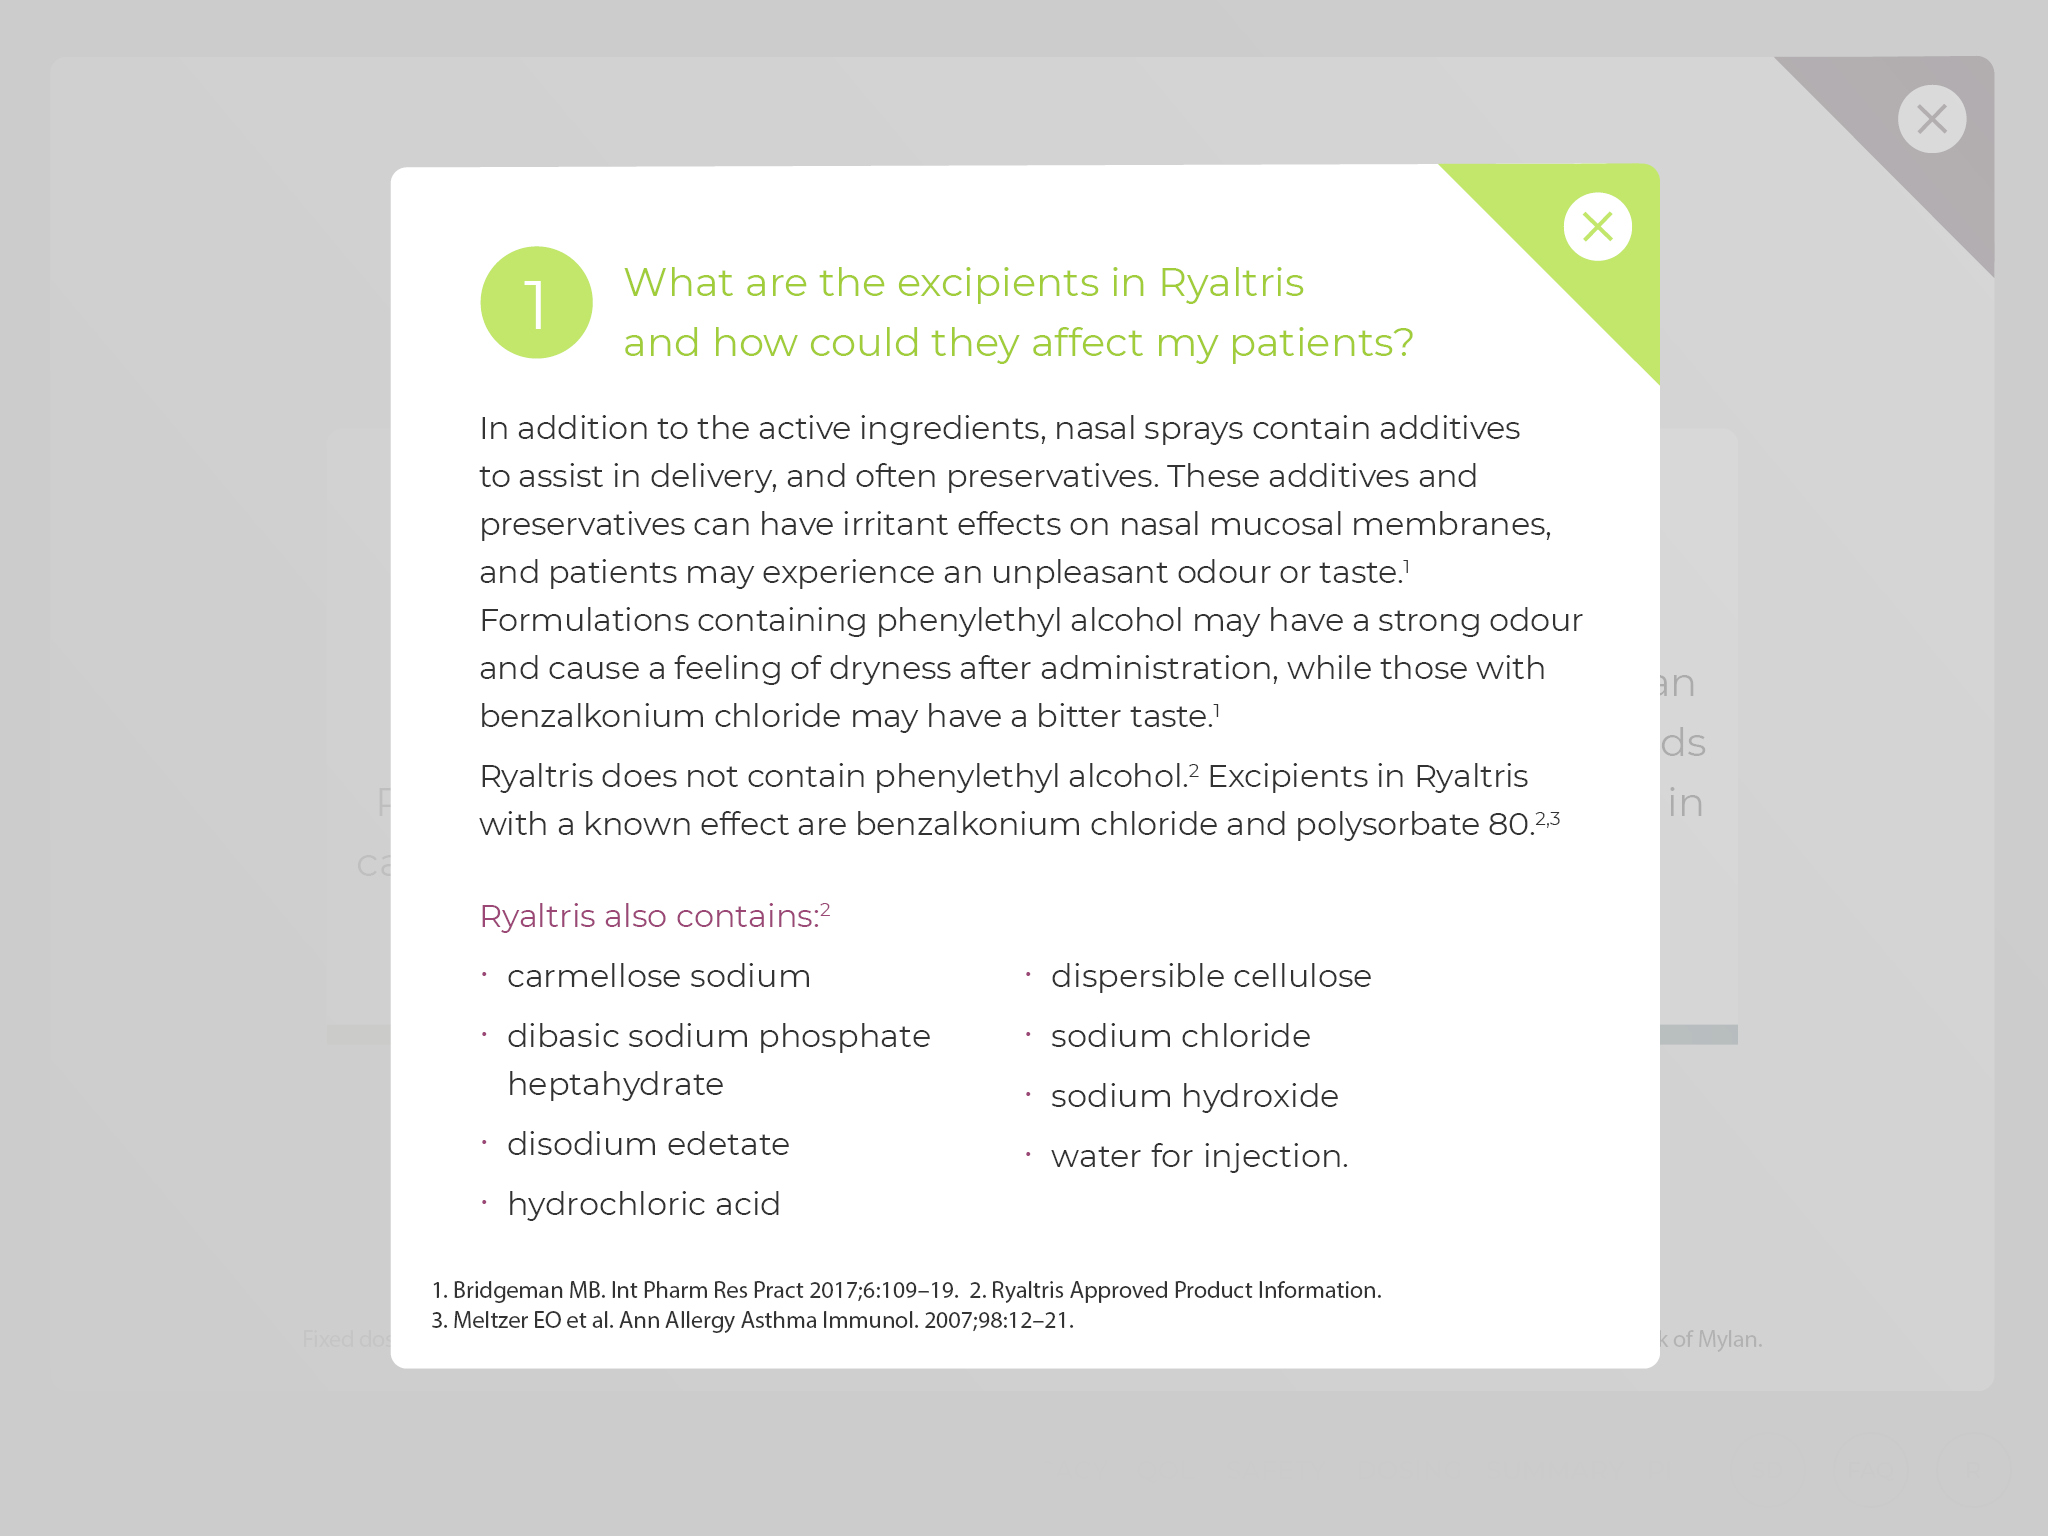 1
What are the excipients in Ryaltris
and how could they affect my patients?
In addition to the active ingredients, nasal sprays contain additives
to assist in delivery, and often preservatives. These additives and
preservatives can have irritant effects on nasal mucosal membranes,
and patients may experience an unpleasant odour or taste.1
Formulations containing phenylethyl alcohol may have a strong odour
and cause a feeling of dryness after administration, while those with
benzalkonium chloride may have a bitter taste.1
Ryaltris does not contain phenylethyl alcohol.2 Excipients in Ryaltris
with a known effect are benzalkonium chloride and polysorbate 80.2,3
Ryaltris also contains:2
· carmellose sodium
· dibasic sodium phosphate
heptahydrate
· disodium edetate
· hydrochloric acid
· dispersible cellulose
· sodium chloride
· sodium hydroxide
· water for injection.
1. Bridgeman MB. Int Pharm Res Pract 2017;6:109–19. 2. Ryaltris Approved Product Information.
3. Meltzer EO et al. Ann Allergy Asthma Immunol. 2007;98:12–21.
in
Fixed
of Mylan.